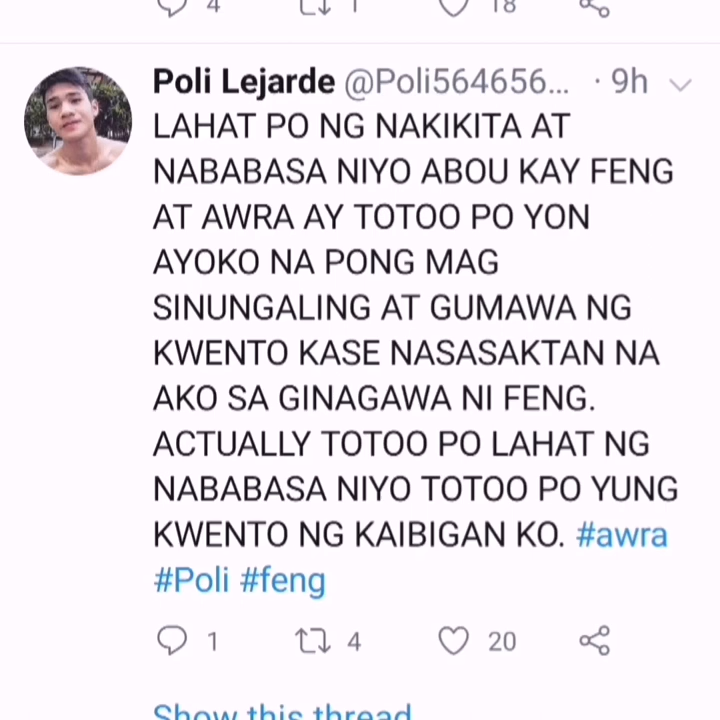 4 1 18
Poli Lejarde @Poli564656... · 9h
LAHAT PO NG NAKIKITA AT
NABABASA NIYO ABOU KAY FENG
AT AWRA AY TOTOO PO YON
AYOKO NA PONG MAG
SINUNGALING AT GUMAWA NG
KWENTO KASE NASASAKTAN NA
AKO SA GINAGAWA NI FENG.
ACTUALLY TOTOO PO LAHAT NG
NABABASA NIYO TOTOO PO YUNG
KWENTO NG KAIBIGAN KO. #awra
#Poli #feng
1 4 20
Show this thread